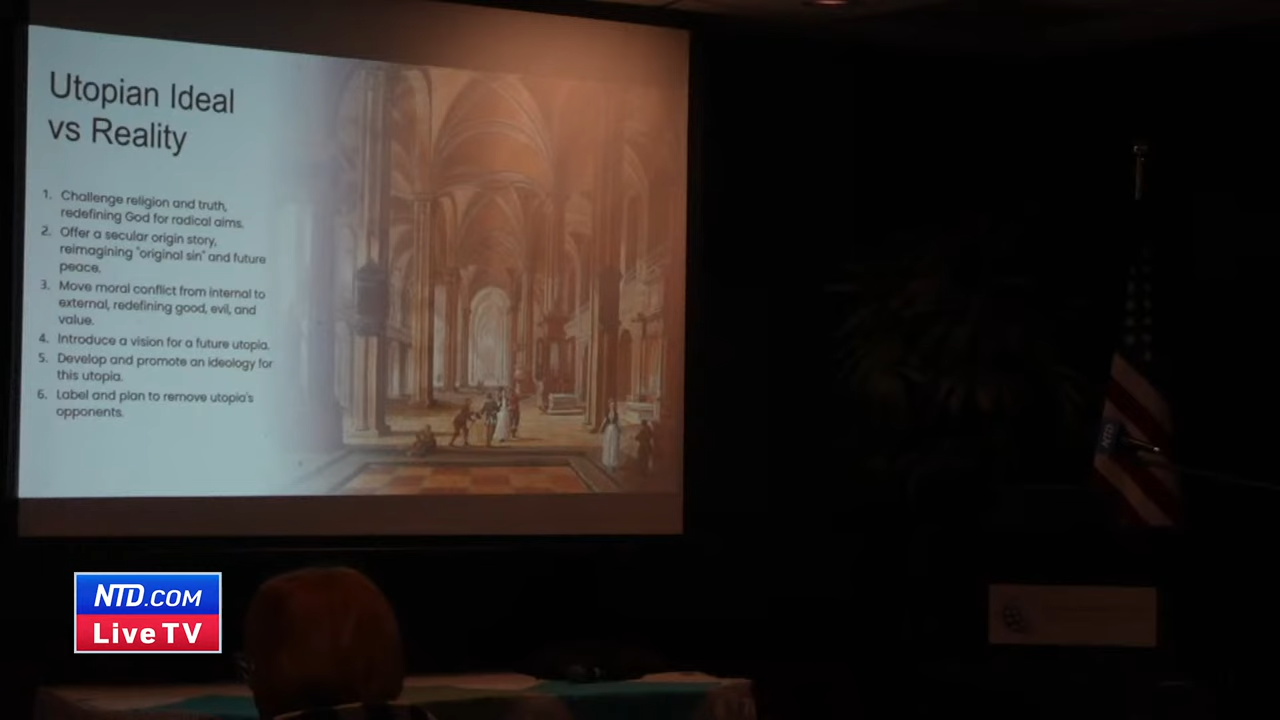 Utopian Ideal
vs Reality
1. Challenge religion and truth,
redefining God for radical aims.
2. Offer a secular origin story,
reimagining "original sin" and future
peace.
3. Move moral conflict from internal to
external, redefining good, evil, and
value.
4. Introduce a vision for a future utopia.
5. Develop and promote an ideology for
this utopia.
6. Label and plan to remove utopia's
opponents.
NTD
NTD.COM
Live TV